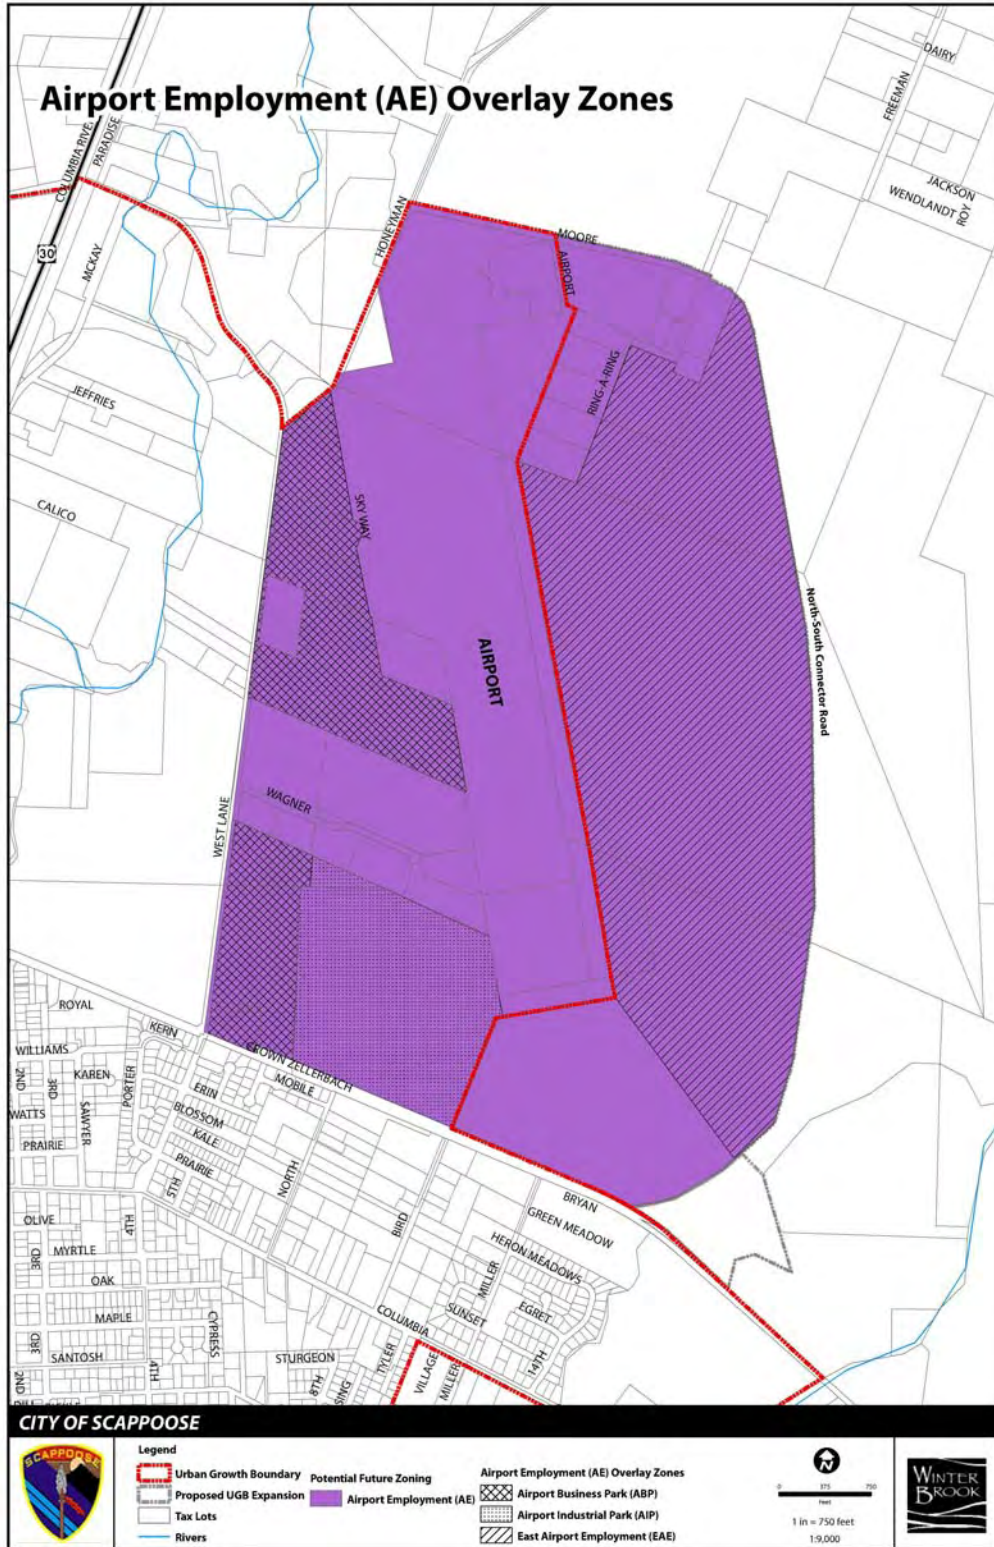 Airport Employment (AE) Overlay Zones
DAIRY
FREEMAN
JACKSON
WENDLANDT
ROY
COLUMBIA RIVER
PARADISE
30
MCKAY
HONEYMAN
MOORE
AIRPORT
RING-A-RING
JEFFRIES
SKY WAY
CALICO
AIRPORT
North-South Connector Road
WEST LANE
WAGNER
ROYAL
KERN
CROWN ZELLERBACH
WILLIAMS
2ND
3RD
KAREN
PORTER
ERIN
MOBILE
WATTS
SAWYER
BLOSSOM
KALE
PRAIRIE
PRAIRIE
5TH
NORTH
BIRD
BRYAN
GREEN MEADOW
OLIVE
4TH
3RD
MYRTLE
HERON MEADOWS
OAK
MILLER
MAPLE
CYPRESS
COLUMBIA
SUNSET
EGRET
3RD
SANTOSH
4TH
STURGEON
TYLER
VILLAGE
MILLER
14TH
2ND
8TH
CITY OF SCAPPOOSE
SCAPPOOSE
Legend
Urban Growth Boundary
Proposed UGB Expansion
Tax Lots
Rivers
Potential Future Zoning
Airport Employment (AE)
Airport Employment (AE) Overlay Zones
Airport Business Park (ABP)
Airport Industrial Park (AIP)
East Airport Employment (EAE)
N
0 375 750
Feet
1 in = 750 feet
1:9,000
WINTER
BROOK